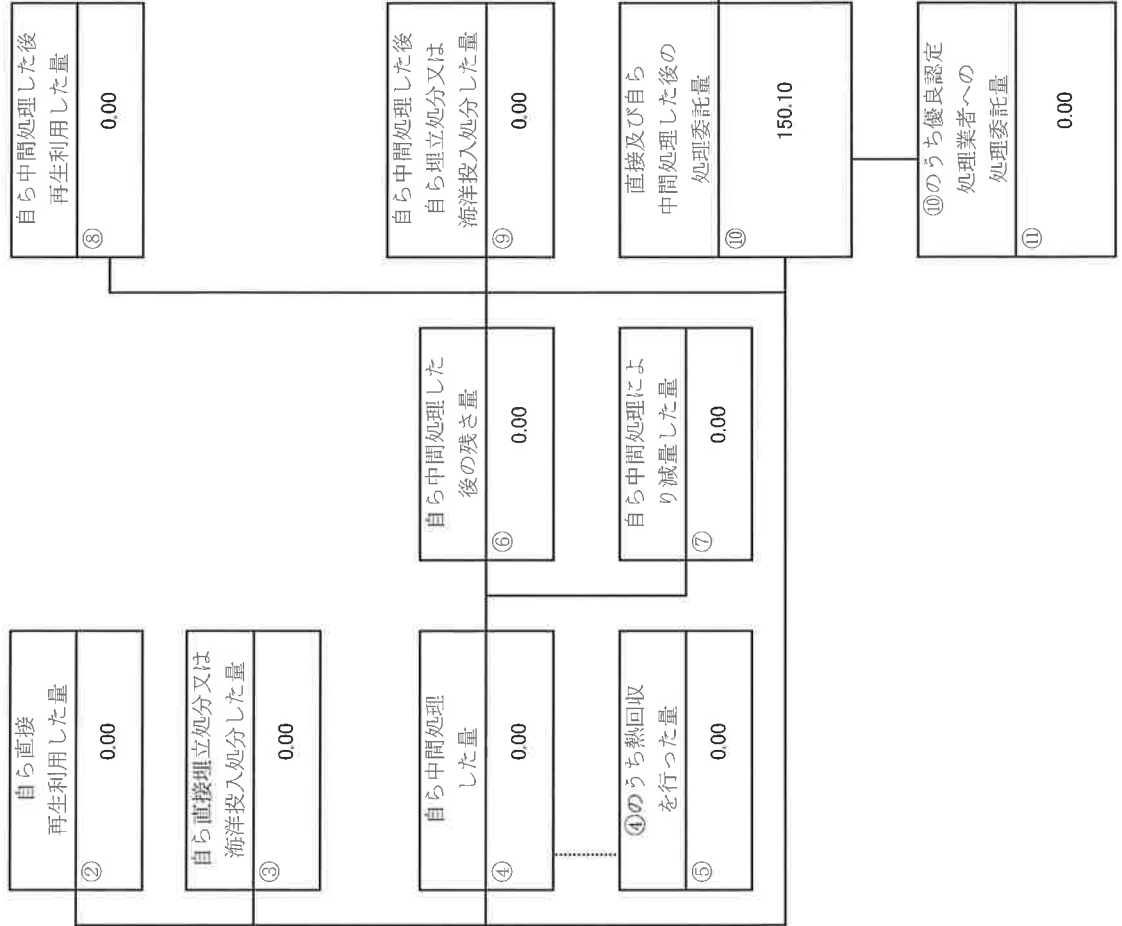 自ら直接
再生利用した量
②
0.00
自ら直接埋立処分又は
海洋投入処分した量
③
0.00
自ら中間処理
した量
④
0.00
④のうち熱回収
を行った量
⑤
0.00
自ら中間処理した
後の残さ量
⑥
0.00
自ら中間処理によ
り減量した量
⑦
0.00
自ら中間処理した後
再生利用した量
⑧
0.00
自ら中間処理した後
自ら埋立処分又は
海洋投入処分した量
⑨
0.00
直接及び自ら
中間処理した後の
処理委託量
⑩
150.10
⑩のうち優良認定
処理業者への
処理委託量
⑪
0.00